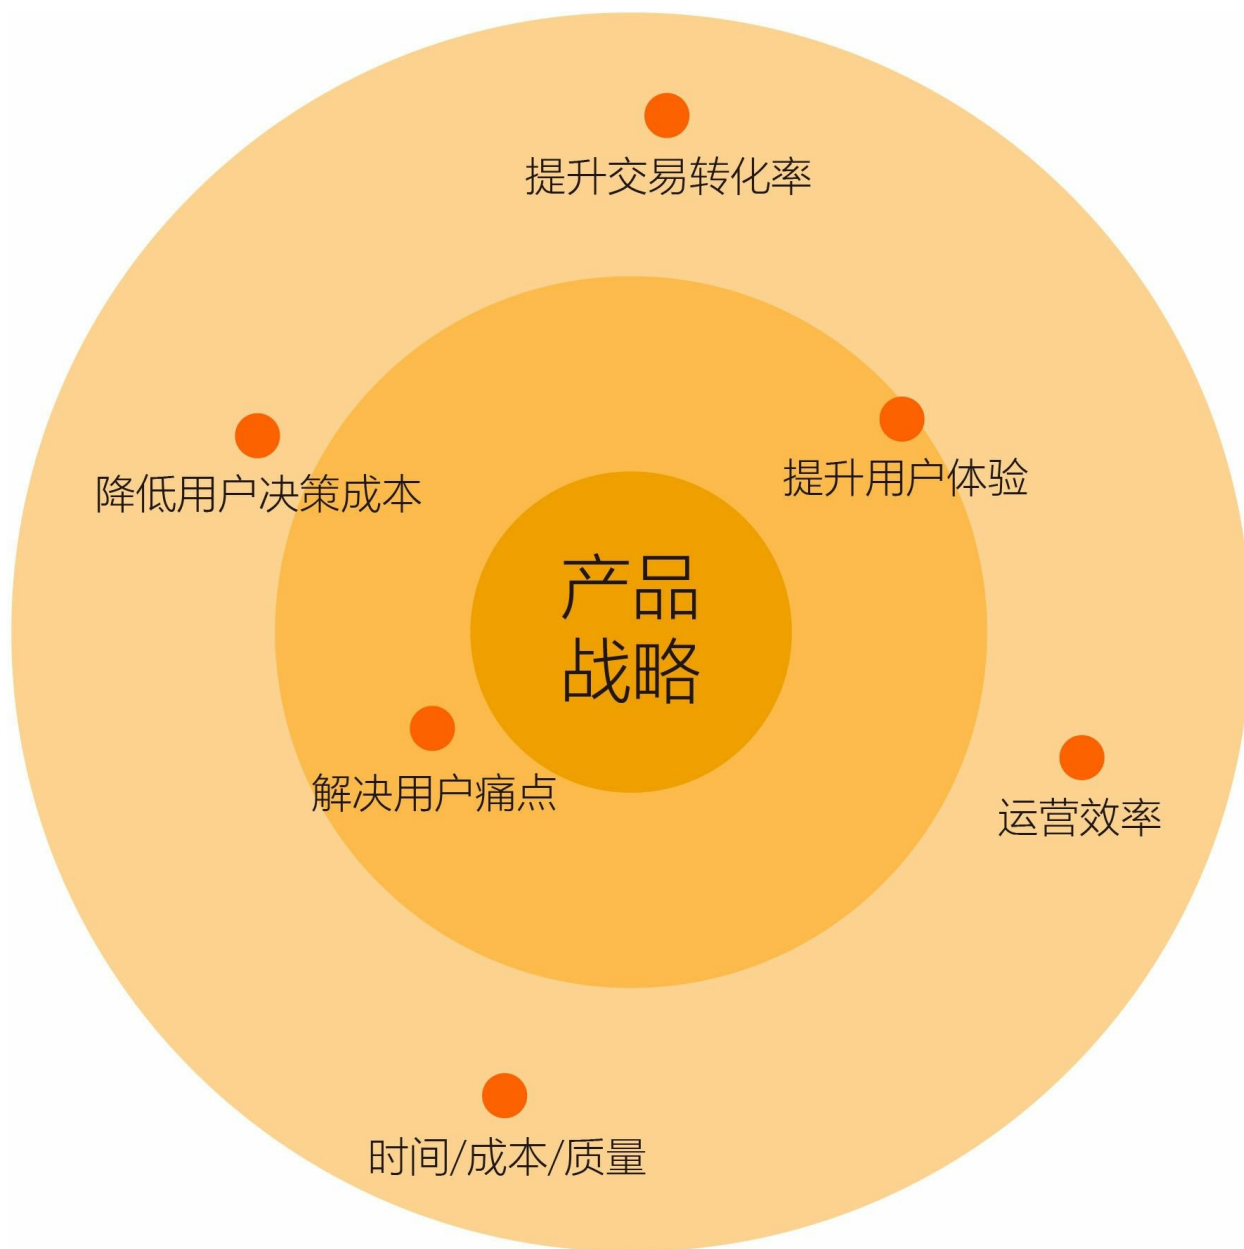 提升交易转化率
降低用户决策成本
提升用户体验
产品
战略
解决用户痛点
运营效率
时间/成本/质量